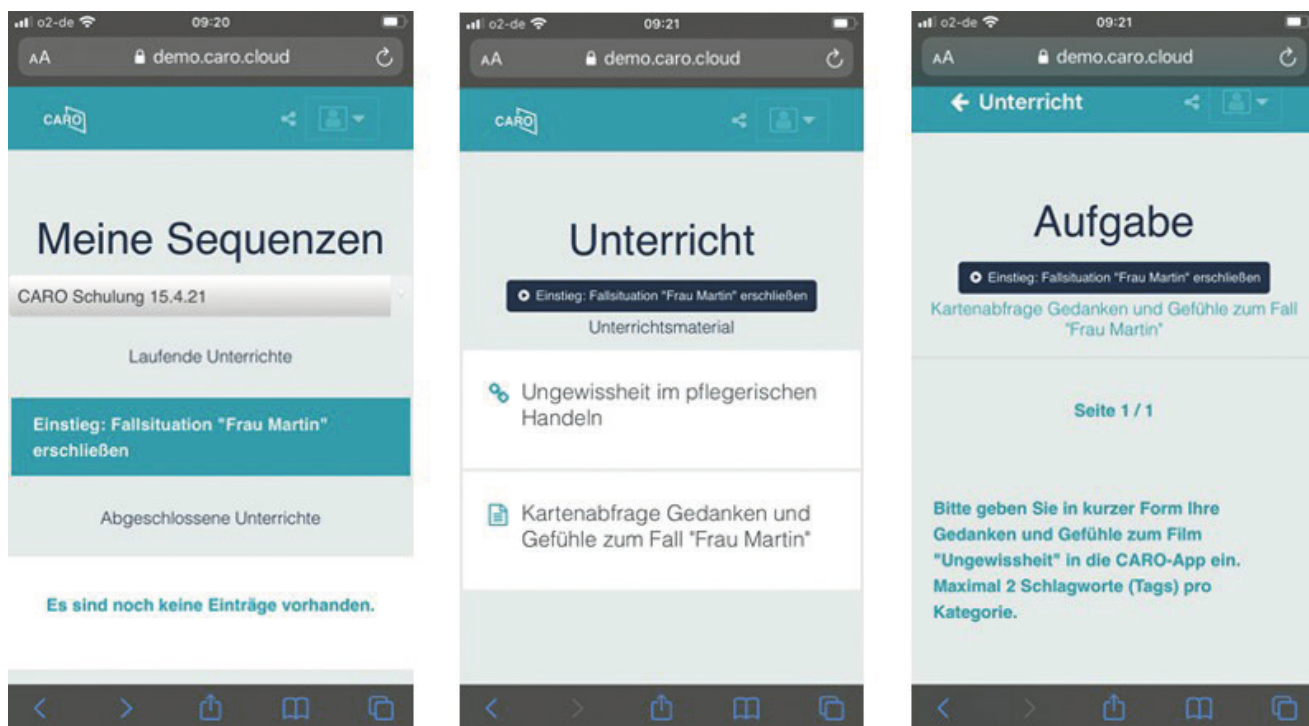 o2-de 09:20
AA demo.caro.cloud
CARO
Meine Sequenzen
CARO Schulung 15.4.21
Laufende Unterrichte
Einstieg: Fallsituation "Frau Martin"
erschließen
Abgeschlossene Unterrichte
Es sind noch keine Einträge vorhanden.
o2-de 09:21
AA demo.caro.cloud
CARO
Unterricht
Einstieg: Fallsituation "Frau Martin" erschließen
Unterrichtsmaterial
Ungewissheit im pflegerischen
Handeln
Kartenabfrage Gedanken und
Gefühle zum Fall "Frau Martin"
o2-de 09:21
AA demo.caro.cloud
Unterricht
Aufgabe
Einstieg: Fallsituation "Frau Martin" erschließen
Kartenabfrage Gedanken und Gefühle zum Fall
"Frau Martin"
Seite 1 / 1
Bitte geben Sie in kurzer Form Ihre
Gedanken und Gefühle zum Film
"Ungewissheit" in die CARO-App ein.
Maximal 2 Schlagworte (Tags) pro
Kategorie.